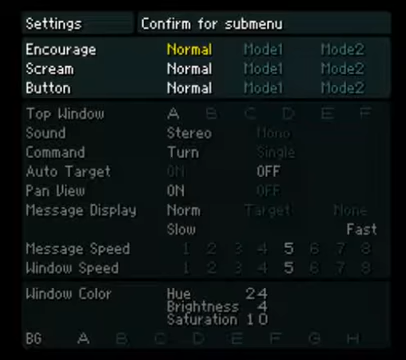 Settings Confirm for submenu
Encourage Normal Mode1 Mode2
Scream Normal Mode1 Mode2
Button Normal Mode1 Mode2
Top Window A B C D E F
Sound Stereo Mono
Command Turn Single
Auto Target ON OFF
Pan View ON OFF
Message Display Norm Target None
Slow Fast
Message Speed 1 2 3 4 5 6 7 8
Window Speed 1 2 3 4 5 6 7 8
Window Color Hue 24
Brightness 4
Saturation 10
BG A B C D E F G H